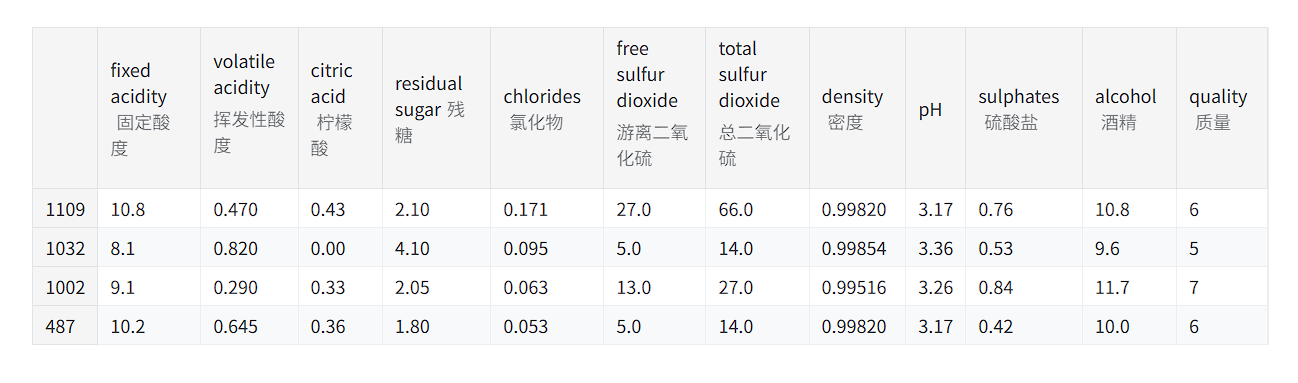 fixed acidity 固定酸度 volatile acidity 挥发性酸度 citric acid 柠檬酸 residual sugar 残糖 chlorides 氯化物 free sulfur dioxide 游离二氧化硫 total sulfur dioxide 总二氧化硫 density 密度 pH sulphates 硫酸盐 alcohol 酒精 quality 质量
1109 10.8 0.470 0.43 2.10 0.171 27.0 66.0 0.99820 3.17 0.76 10.8 6
1032 8.1 0.820 0.00 4.10 0.095 5.0 14.0 0.99854 3.36 0.53 9.6 5
1002 9.1 0.290 0.33 2.05 0.063 13.0 27.0 0.99516 3.26 0.84 11.7 7
487 10.2 0.645 0.36 1.80 0.053 5.0 14.0 0.99820 3.17 0.42 10.0 6